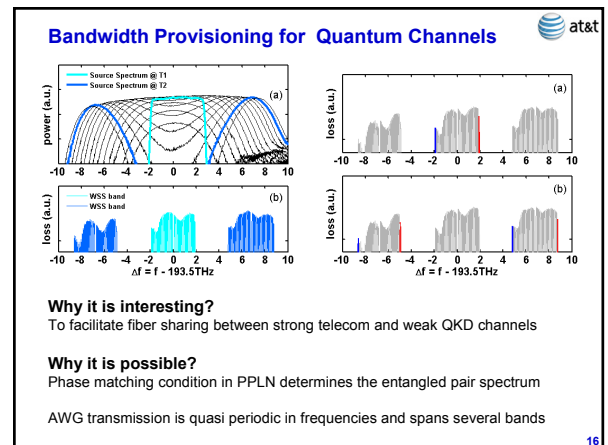 Bandwidth Provisioning for Quantum Channels
at&t
Source Spectrum @ T1
Source Spectrum @ T2
(a)
power (a.u.)
-10 -8 -6 -4 -2 0 2 4 6 8 10
WSS band
WSS band
(b)
loss (a.u.)
-10 -8 -6 -4 -2 0 2 4 6 8 10
Δf = f - 193.5THz
(a)
loss (a.u.)
-10 -8 -6 -4 -2 0 2 4 6 8 10
(b)
loss (a.u.)
-10 -8 -6 -4 -2 0 2 4 6 8 10
Δf = f - 193.5THz
Why it is interesting?
To facilitate fiber sharing between strong telecom and weak QKD channels
Why it is possible?
Phase matching condition in PPLN determines the entangled pair spectrum
AWG transmission is quasi periodic in frequencies and spans several bands
16